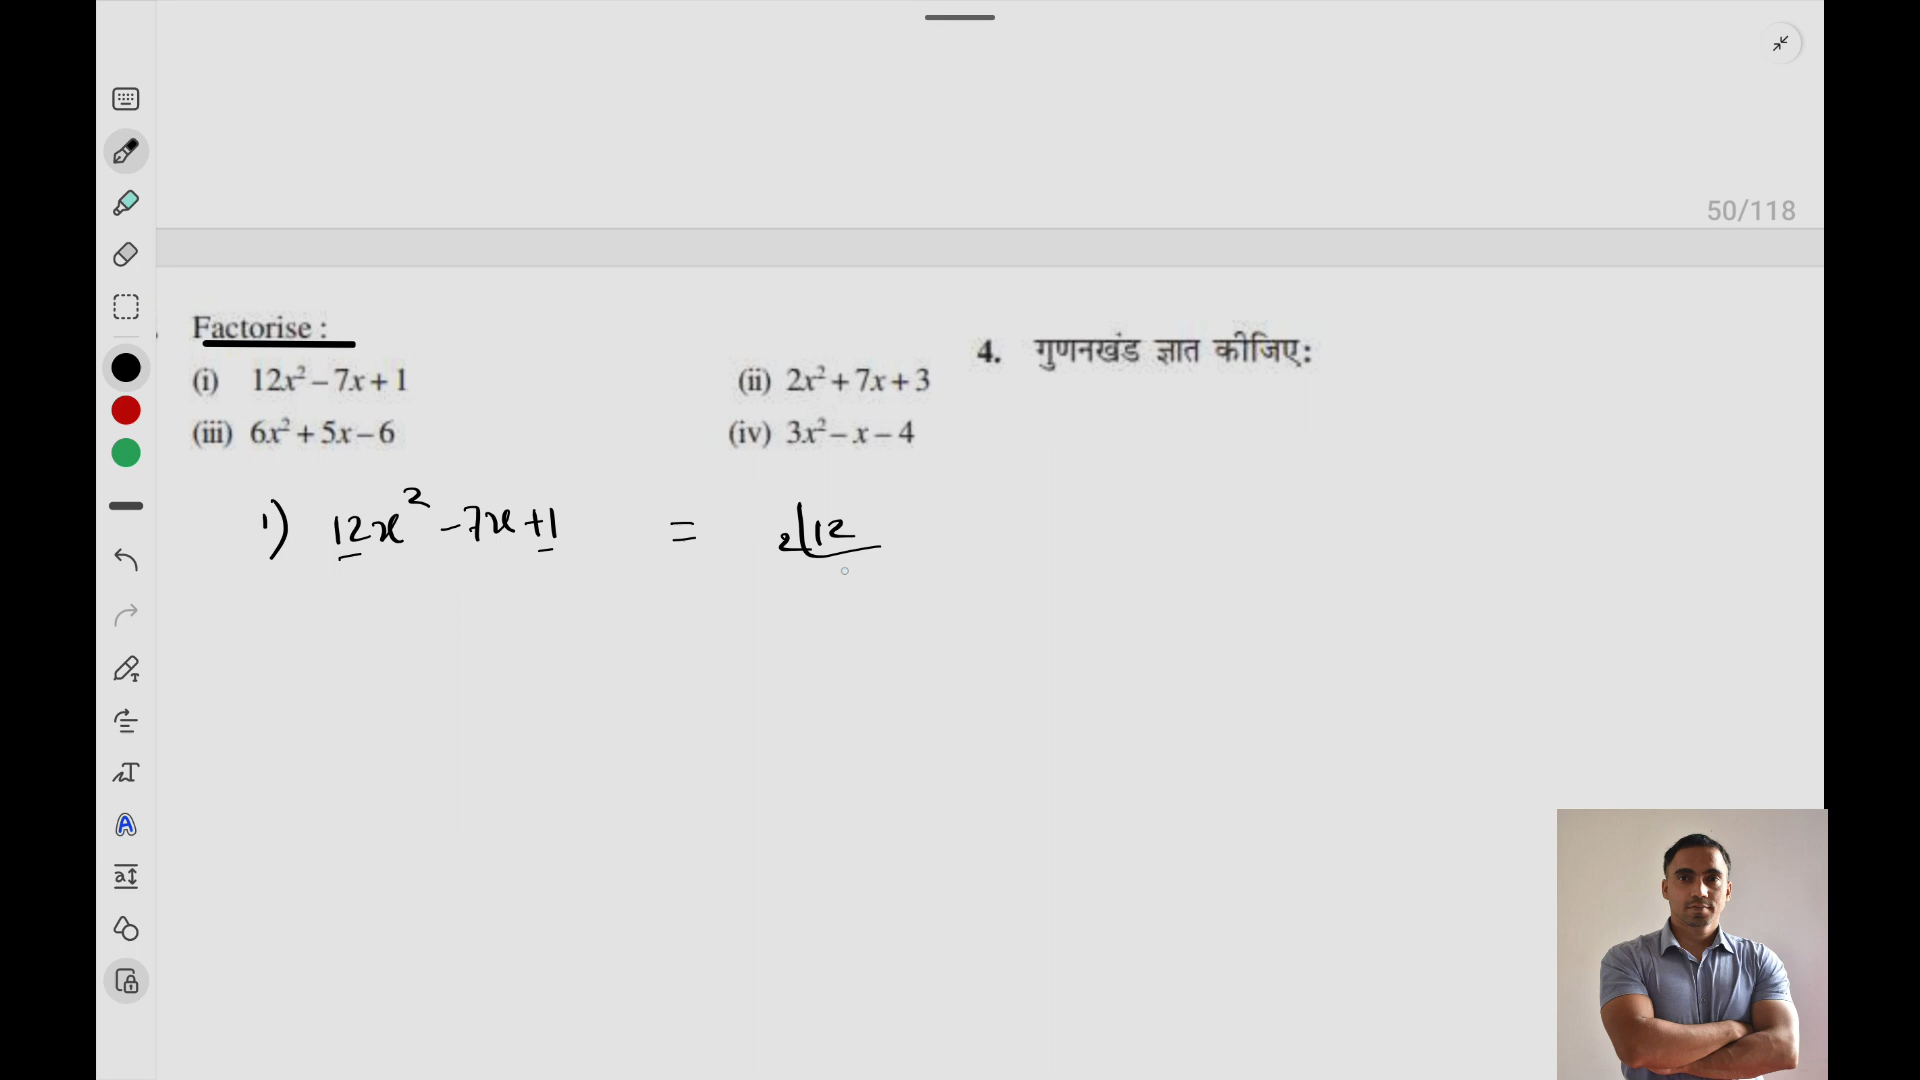 50/118
Factorise :
4. गुणनखंड ज्ञात कीजिए:
(i) 12x² – 7x + 1
(ii) 2x² + 7x + 3
(iii) 6x² + 5x – 6
(iv) 3x² – x – 4
1) 12x² -7x+1 = 2|12